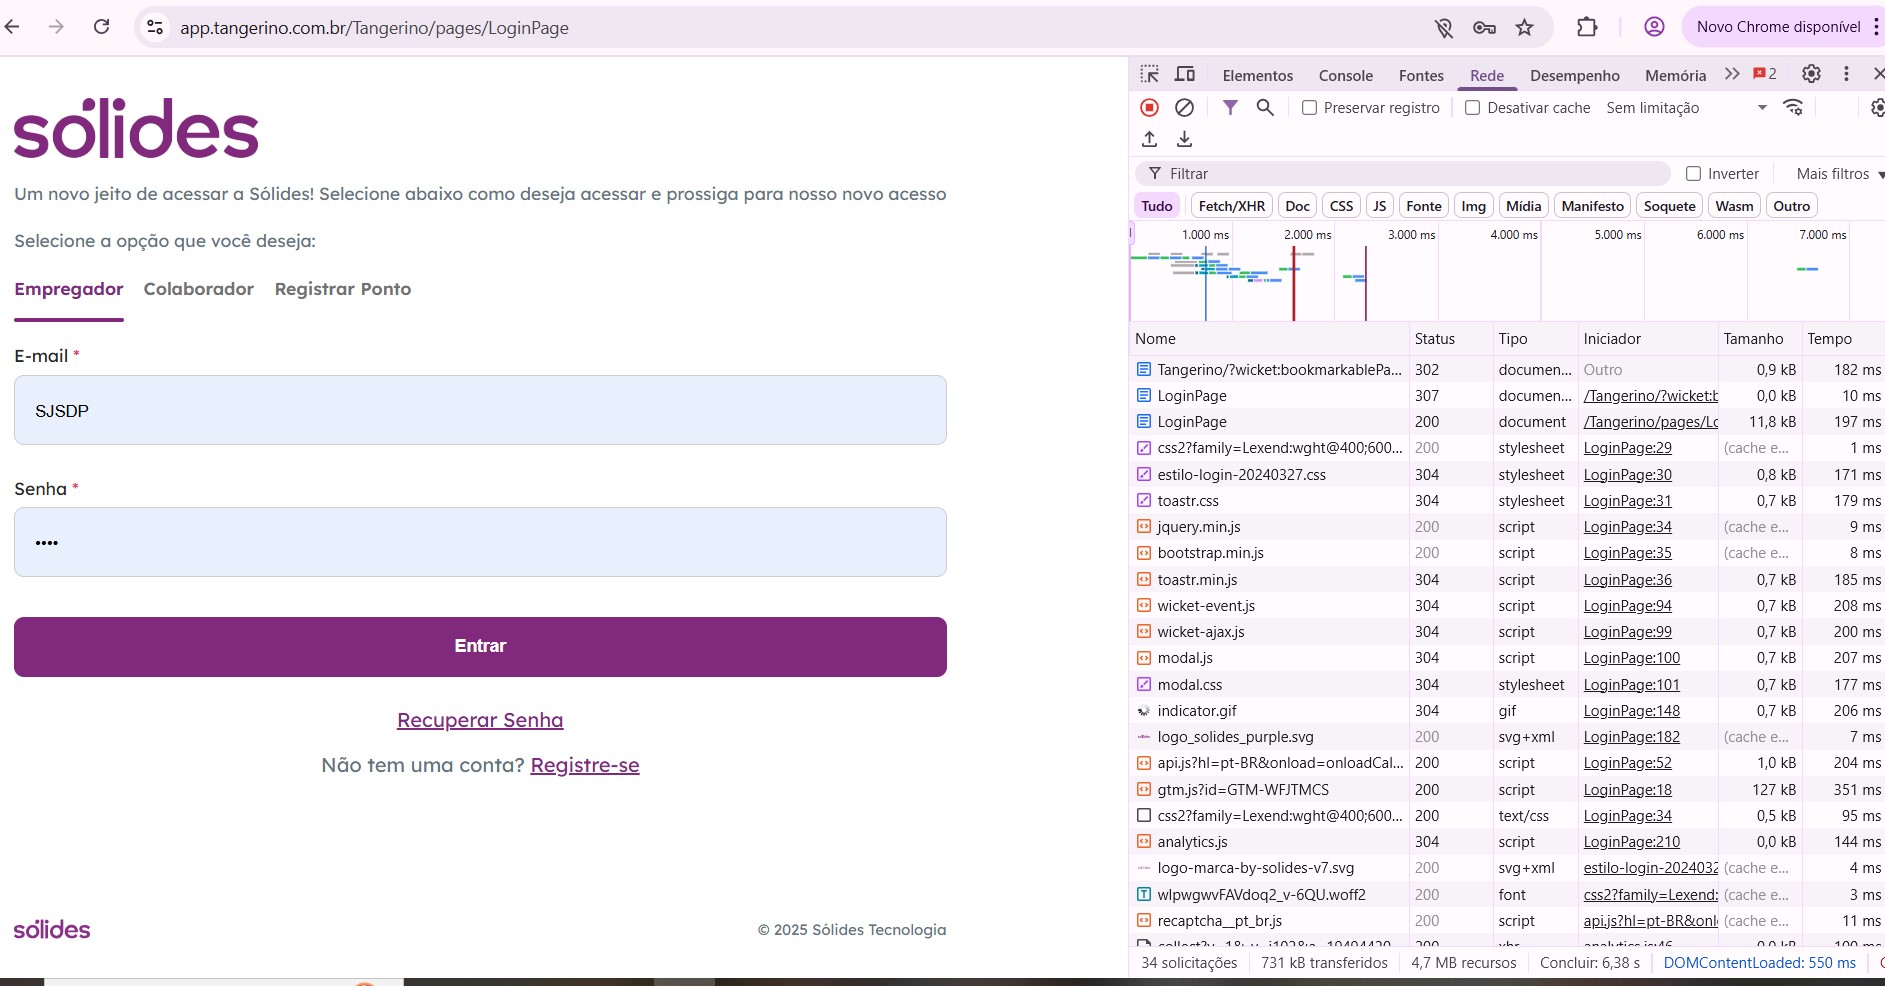 app.tangerino.com.br/Tangerino/pages/LoginPage
Novo Chrome disponível
sólides
Um novo jeito de acessar a Sólides! Selecione abaixo como deseja acessar e prossiga para nosso novo acesso
Selecione a opção que você deseja:
Empregador Colaborador Registrar Ponto
E-mail *
SJSDP
Senha *
••••
Entrar
Recuperar Senha
Não tem uma conta? Registre-se
sólides
© 2025 Sólides Tecnologia
Elementos Console Fontes Rede Desempenho Memória 2
Preservar registro Desativar cache Sem limitação
Filtrar Inverter Mais filtros
Tudo Fetch/XHR Doc CSS JS Fonte Img Mídia Manifesto Soquete Wasm Outro
1.000 ms 2.000 ms 3.000 ms 4.000 ms 5.000 ms 6.000 ms 7.000 ms
Nome Status Tipo Iniciador Tamanho Tempo
Tangerino/?wicket:bookmarkablePa... 302 documen... Outro 0,9 kB 182 ms
LoginPage 307 documen... /Tangerino/?wicket:b 0,0 kB 10 ms
LoginPage 200 document /Tangerino/pages/Lo 11,8 kB 197 ms
css2?family=Lexend:wght@400;600... 200 stylesheet LoginPage:29 (cache e... 1 ms
estilo-login-20240327.css 304 stylesheet LoginPage:30 0,8 kB 171 ms
toastr.css 304 stylesheet LoginPage:31 0,7 kB 179 ms
jquery.min.js 200 script LoginPage:34 (cache e... 9 ms
bootstrap.min.js 200 script LoginPage:35 (cache e... 8 ms
toastr.min.js 304 script LoginPage:36 0,7 kB 185 ms
wicket-event.js 304 script LoginPage:94 0,7 kB 208 ms
wicket-ajax.js 304 script LoginPage:99 0,7 kB 200 ms
modal.js 304 script LoginPage:100 0,7 kB 207 ms
modal.css 304 stylesheet LoginPage:101 0,7 kB 177 ms
indicator.gif 304 gif LoginPage:148 0,7 kB 206 ms
logo_solides_purple.svg 200 svg+xml LoginPage:182 (cache e... 7 ms
api.js?hl=pt-BR&onload=onloadCal... 200 script LoginPage:52 1,0 kB 204 ms
gtm.js?id=GTM-WFJTMCS 200 script LoginPage:18 127 kB 351 ms
css2?family=Lexend:wght@400;600... 200 text/css LoginPage:34 0,5 kB 95 ms
analytics.js 304 script LoginPage:210 0,0 kB 144 ms
logo-marca-by-solides-v7.svg 200 svg+xml estilo-login-2024032 (cache e... 4 ms
wlpwgwvFAVdoq2_v-6QU.woff2 200 font css2?family=Lexend: (cache e... 3 ms
recaptcha__pt_br.js 200 script api.js?hl=pt-BR&onl (cache e... 11 ms
34 solicitações 731 kB transferidos 4,7 MB recursos Concluir: 6,38 s DOMContentLoaded: 550 ms